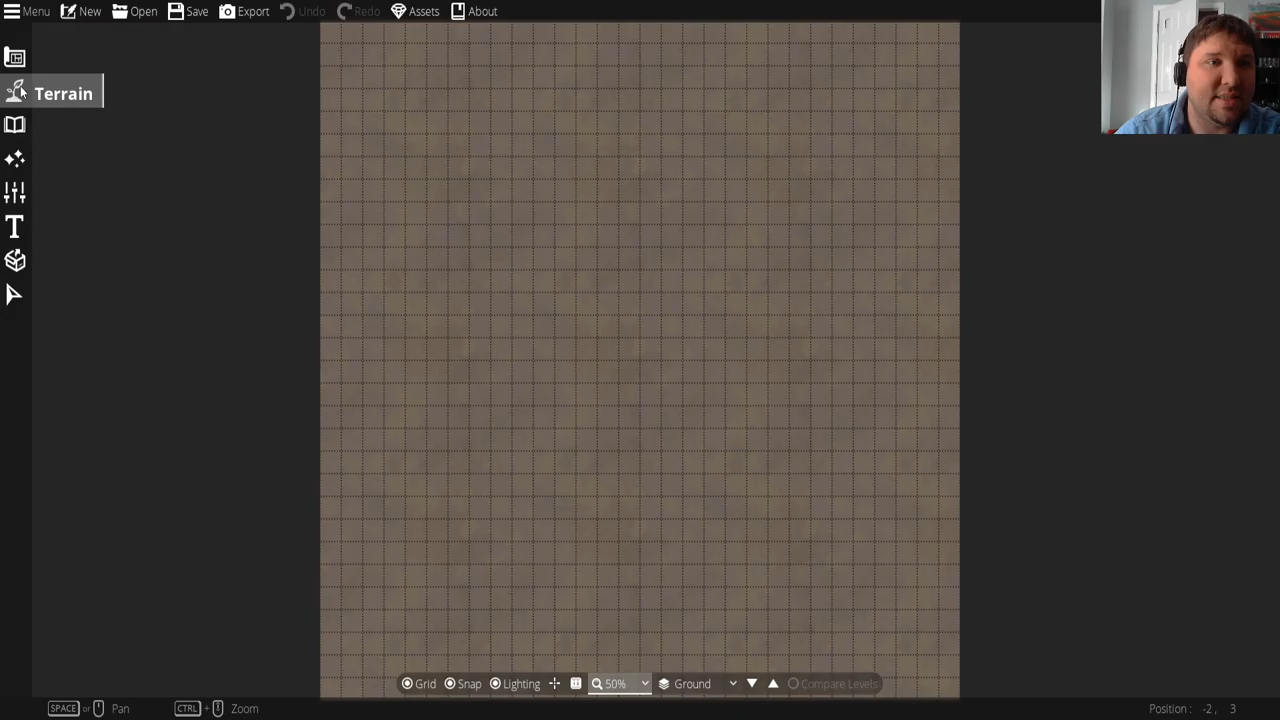 Menu New Open Save Export Undo Redo Assets About
Terrain
Grid Snap Lighting 50% Ground Compare Levels
SPACE or Pan CTRL + Zoom Position : -2 , 3